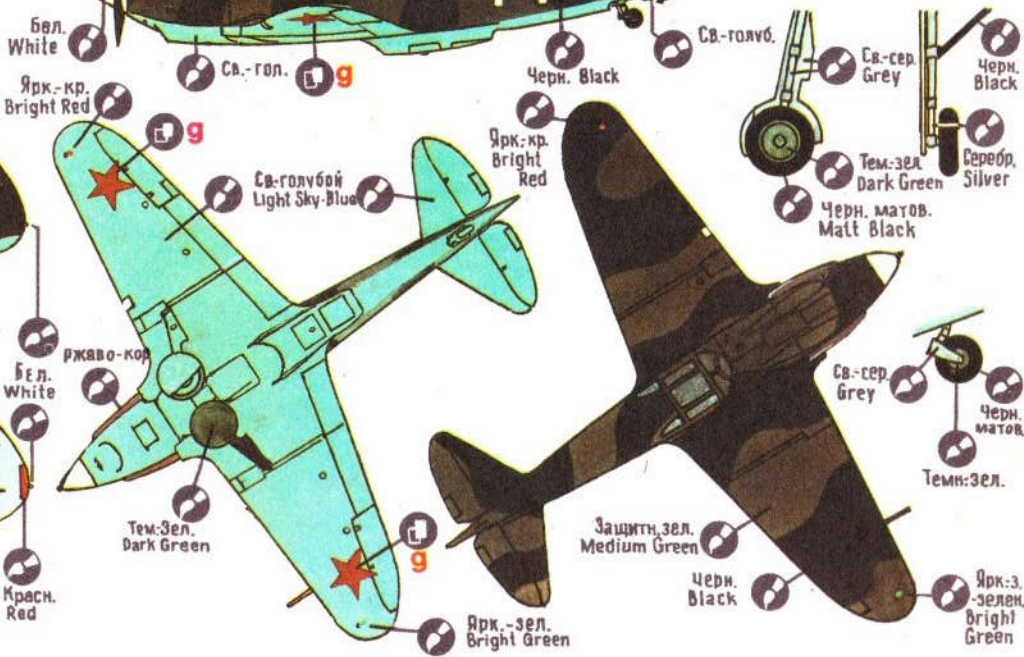 Бел.
White
Св.-гол.
g
Черн. Black
Св.-голуб.
Св.-сер.
Grey
Черн.
Black
Ярк.-кр.
Bright Red
g
Ярк.-кр.
Bright
Red
Св-голубой
Light Sky-Blue
Тем-зел
Dark Green
Серебр.
Silver
Черн. матов.
Matt Black
Бел.
White
ржаво-кор
Св.-сер.
Grey
Черн.
матов.
Темн-зел.
Тем-Зел.
Dark Green
g
Защитн. зел.
Medium Green
Черн.
Black
Ярк-з.
-зелен.
Bright
Green
Красн.
Red
Ярк.-зел.
Bright Green